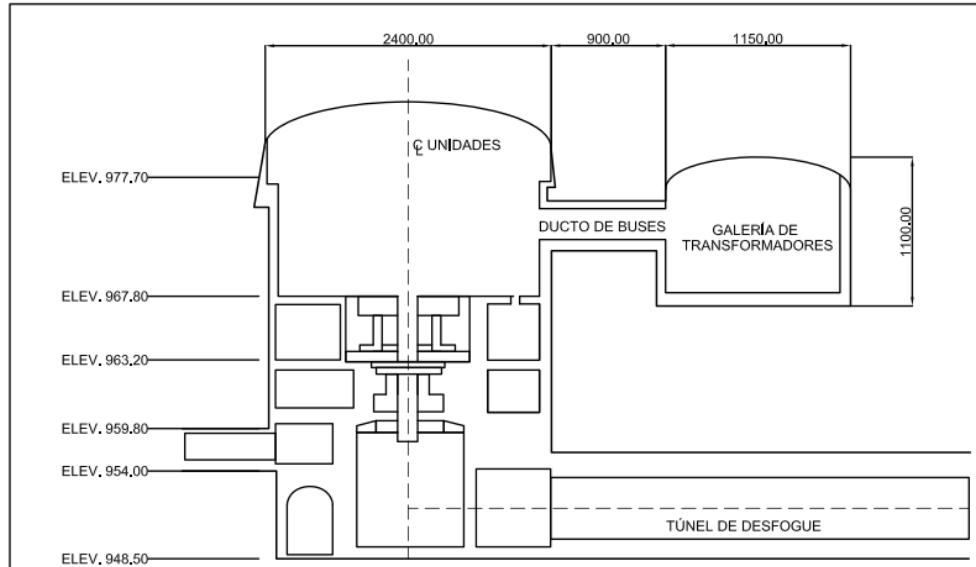 2400.00
900.00
1150.00
℄ UNIDADES
ELEV. 977.70
DUCTO DE BUSES
GALERÍA DE
TRANSFORMADORES
1100.00
ELEV. 967.80
ELEV. 963.20
ELEV. 959.80
ELEV. 954.00
TÚNEL DE DESFOGUE
ELEV. 948.50